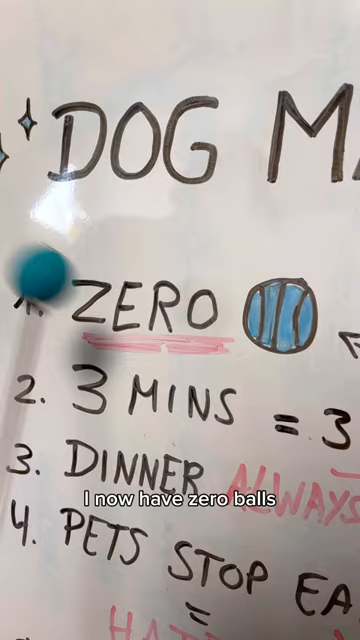 DOG M
1. ZERO
2. 3 MINS = 3
3. DINNER ALWAYS
I now have zero balls
4. PETS STOP EA
=